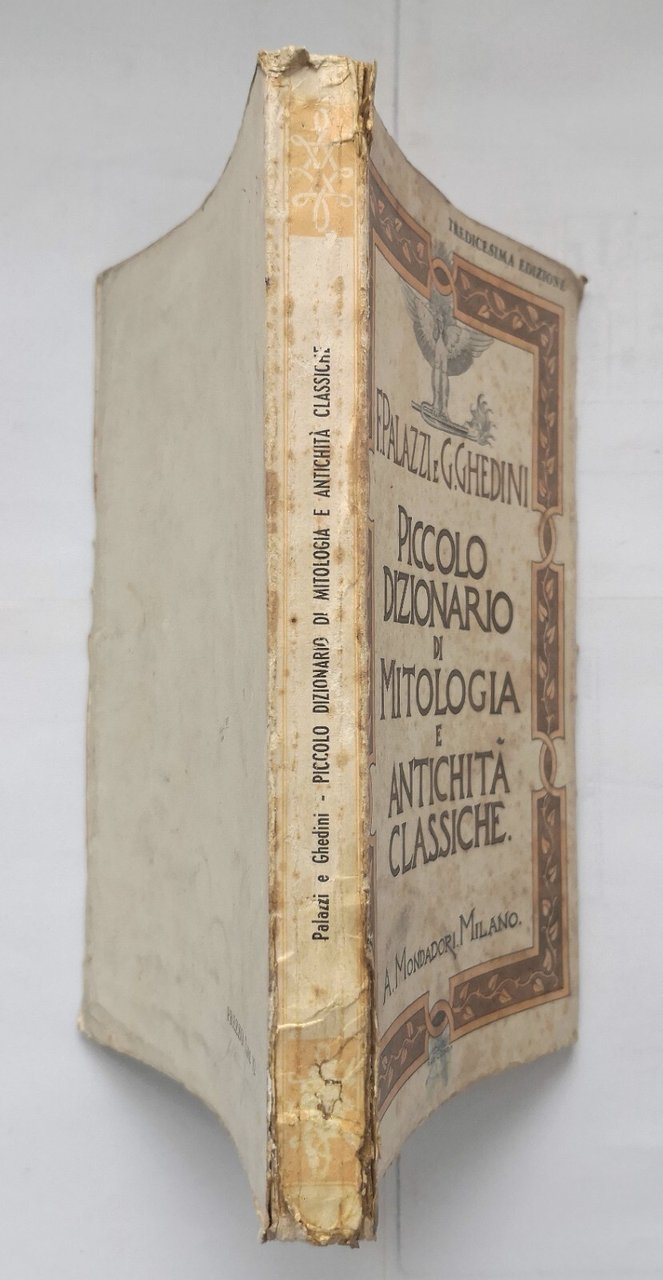 Palazzi e Ghedini - PICCOLO DIZIONARIO DI MITOLOGIA E ANTICHITÀ CLASSICHE
TREDICESIMA EDIZIONE
F. PALAZZI E G. GHEDINI
PICCOLO
DIZIONARIO
DI
MITOLOGIA
E
ANTICHITÀ
CLASSICHE.
A. MONDADORI. MILANO.